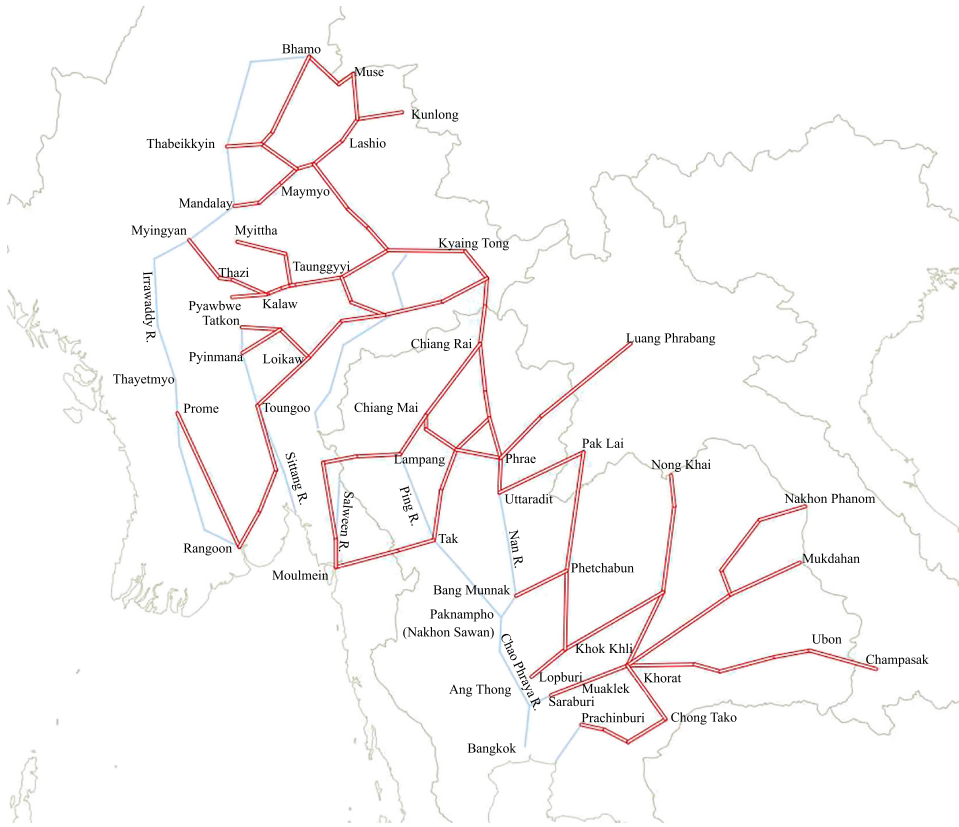 Bhamo
Muse
Kunlong
Thabeikkyin
Lashio
Maymyo
Mandalay
Myingyan
Myittha
Kyaing Tong
Taunggyyi
Thazi
Irrawaddy R.
Kalaw
Pyawbwe
Tatkon
Chiang Rai
Luang Phrabang
Pyinmana
Loikaw
Thayetmyo
Prome
Toungoo
Chiang Mai
Pak Lai
Lampang
Phrae
Nong Khai
Sittang R.
Salween R.
Ping R.
Uttaradit
Nakhon Phanom
Nan R.
Rangoon
Tak
Mukdahan
Moulmein
Phetchabun
Bang Munnak
Paknampho
(Nakhon Sawan)
Chao Phraya R.
Khok Khli
Ubon
Champasak
Lopburi
Khorat
Ang Thong
Muaklek
Saraburi
Prachinburi
Chong Tako
Bangkok